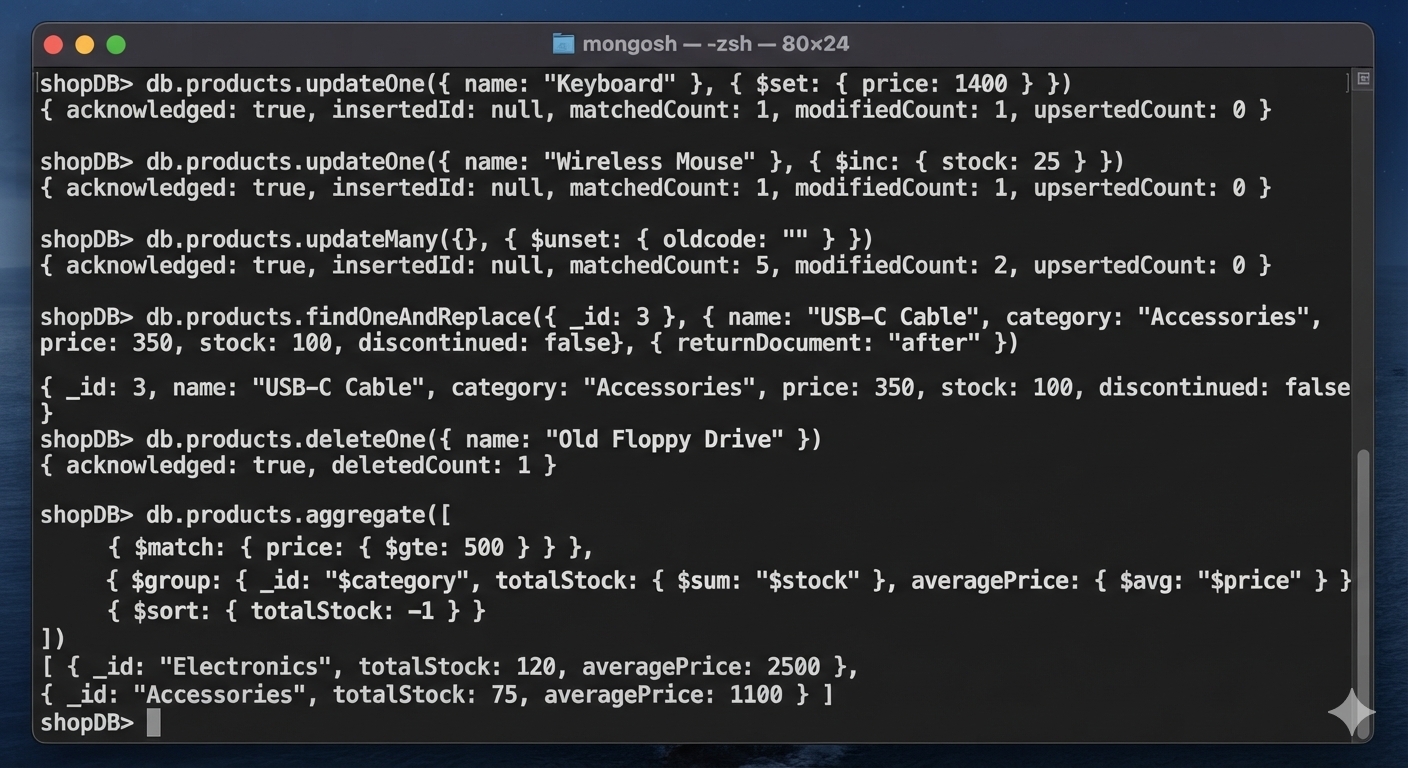 mongosh — -zsh — 80×24
shopDB> db.products.updateOne({ name: "Keyboard" }, { $set: { price: 1400 } })
{ acknowledged: true, insertedId: null, matchedCount: 1, modifiedCount: 1, upsertedCount: 0 }
shopDB> db.products.updateOne({ name: "Wireless Mouse" }, { $inc: { stock: 25 } })
{ acknowledged: true, insertedId: null, matchedCount: 1, modifiedCount: 1, upsertedCount: 0 }
shopDB> db.products.updateMany({}, { $unset: { oldcode: "" } })
{ acknowledged: true, insertedId: null, matchedCount: 5, modifiedCount: 2, upsertedCount: 0 }
shopDB> db.products.findOneAndReplace({ _id: 3 }, { name: "USB-C Cable", category: "Accessories",
price: 350, stock: 100, discontinued: false}, { returnDocument: "after" })
{ _id: 3, name: "USB-C Cable", category: "Accessories", price: 350, stock: 100, discontinued: false
}
shopDB> db.products.deleteOne({ name: "Old Floppy Drive" })
{ acknowledged: true, deletedCount: 1 }
shopDB> db.products.aggregate([
{ $match: { price: { $gte: 500 } } },
{ $group: { _id: "$category", totalStock: { $sum: "$stock" }, averagePrice: { $avg: "$price" } }
{ $sort: { totalStock: -1 } }
])
[ { _id: "Electronics", totalStock: 120, averagePrice: 2500 },
{ _id: "Accessories", totalStock: 75, averagePrice: 1100 } ]
shopDB>